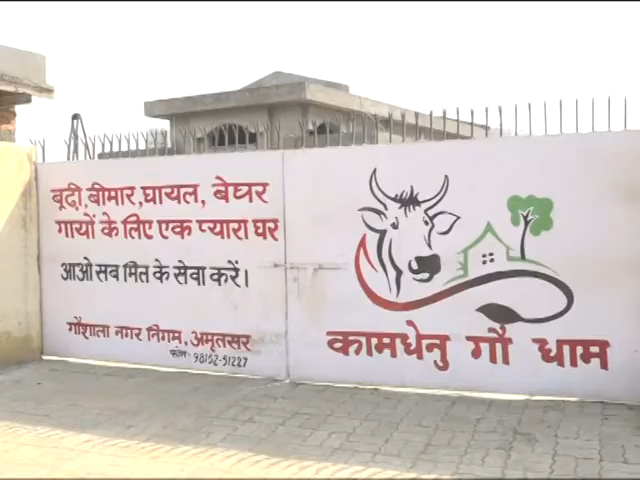 बूढ़ी, बीमार, घायल, बेघर
गायों के लिए एक प्यारा घर
आओ सब मिल के सेवा करें।
गौशाला नगर निगम, अमृतसर
फोन: 98152-51227
कामधेनु गौ धाम